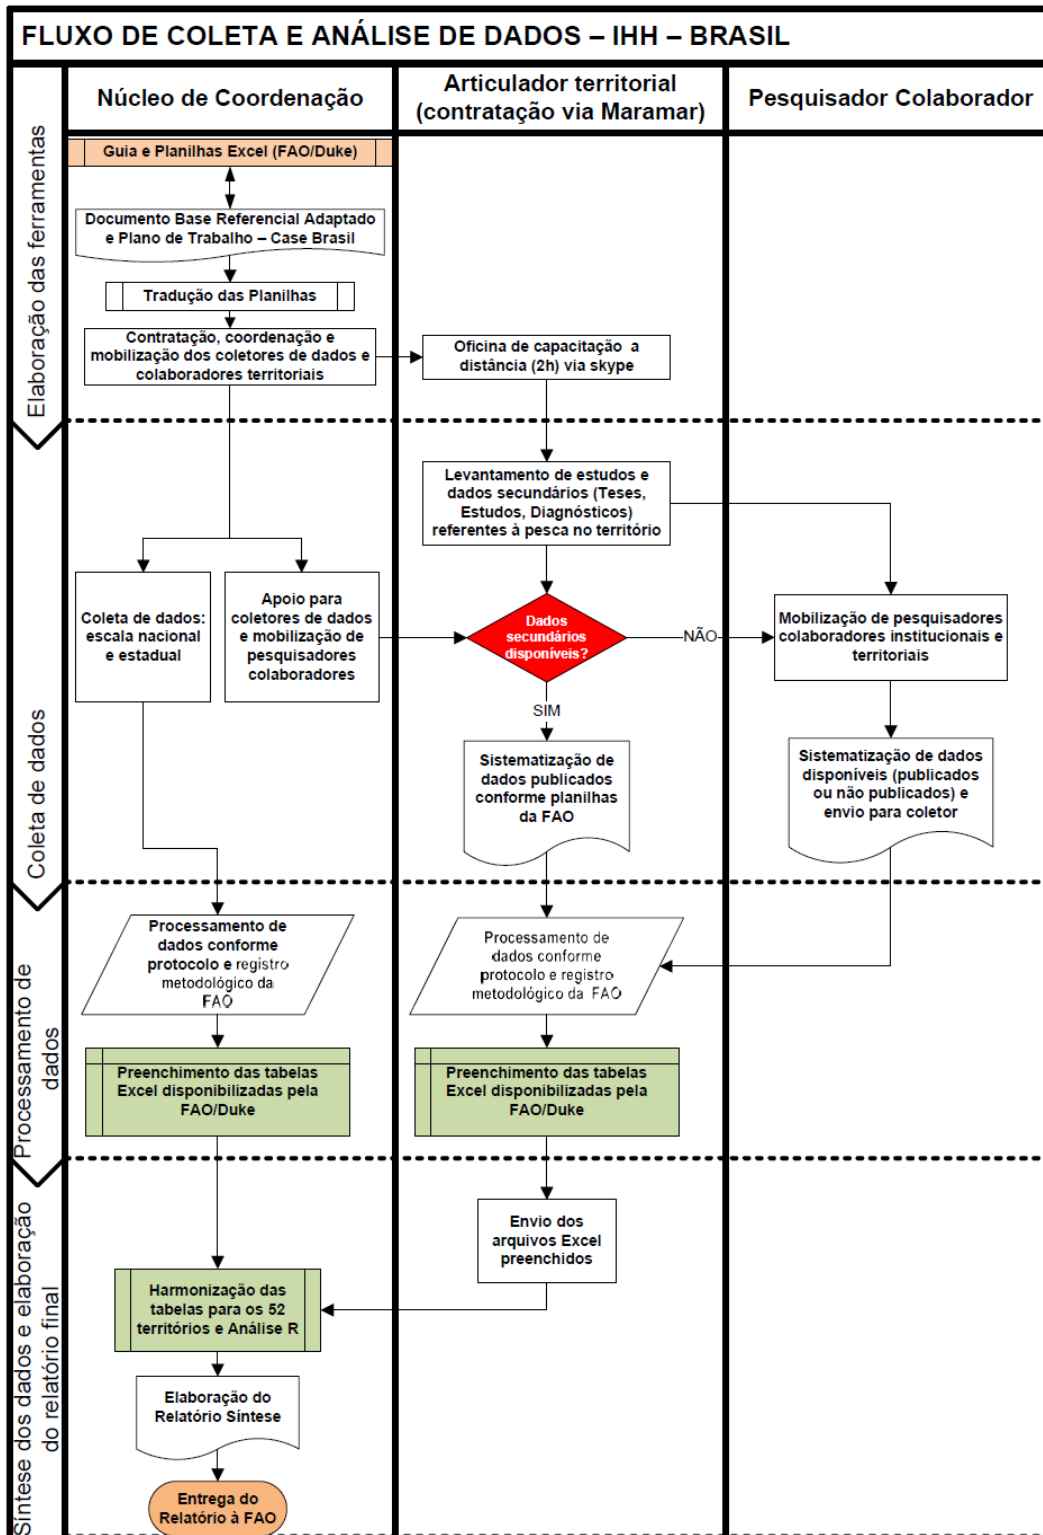 FLUXO DE COLETA E ANÁLISE DE DADOS – IHH – BRASIL
Núcleo de Coordenação
Articulador territorial
(contratação via Maramar)
Pesquisador Colaborador
Elaboração das ferramentas
Guia e Planilhas Excel (FAO/Duke)
Documento Base Referencial Adaptado
e Plano de Trabalho – Case Brasil
Tradução das Planilhas
Contratação, coordenação e
mobilização dos coletores de dados e
colaboradores territoriais
Oficina de capacitação a
distância (2h) via skype
Coleta de dados
Levantamento de estudos e
dados secundários (Teses,
Estudos, Diagnósticos)
referentes à pesca no território
Coleta de dados:
escala nacional
e estadual
Apoio para
coletores de dados
e mobilização de
pesquisadores
colaboradores
Dados
secundários
disponíveis?
NÃO
Mobilização de pesquisadores
colaboradores institucionais e
territoriais
SIM
Sistematização de
dados publicados
conforme planilhas
da FAO
Sistematização de dados
disponíveis (publicados
ou não publicados) e
envio para coletor
Processamento de
dados
Processamento de
dados conforme
protocolo e registro
metodológico da
FAO
Processamento de
dados conforme
protocolo e registro
metodológico da FAO
Preenchimento das tabelas
Excel disponibilizadas pela
FAO/Duke
Preenchimento das tabelas
Excel disponibilizadas pela
FAO/Duke
Síntese dos dados e elaboração
do relatório final
Envio dos
arquivos Excel
preenchidos
Harmonização das
tabelas para os 52
territórios e Análise R
Elaboração do
Relatório Síntese
Entrega do
Relatório à FAO